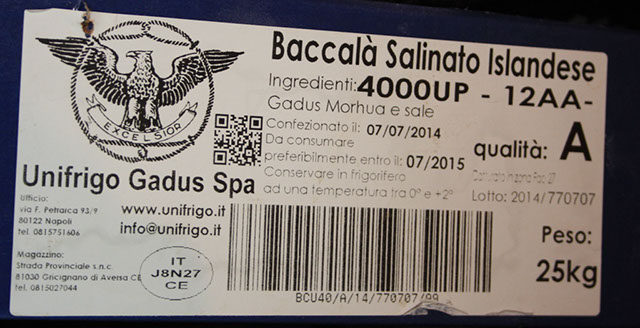 Baccalà Salinato Islandese
Ingredienti: 4000UP - 12AA-
Gadus Morhua e sale
EXCELSIOR
Confezionato il: 07/07/2014
Da consumare
preferibilmente entro il: 07/2015
Conservare in frigorifero
ad una temperatura tra 0° e +2°
qualità: A
Lotto: 2014/770707
Unifrigo Gadus Spa
Ufficio:
via F. Petrarca 93/9
80122 Napoli
tel. 0815751606
www.unifrigo.it
info@unifrigo.it
Magazzino:
Strada Provinciale s.n.c.
81030 Gricignano di Aversa CE
tel. 0815027044
IT
J8N27
CE
Peso:
25kg
BCU40/A/14/770707/99